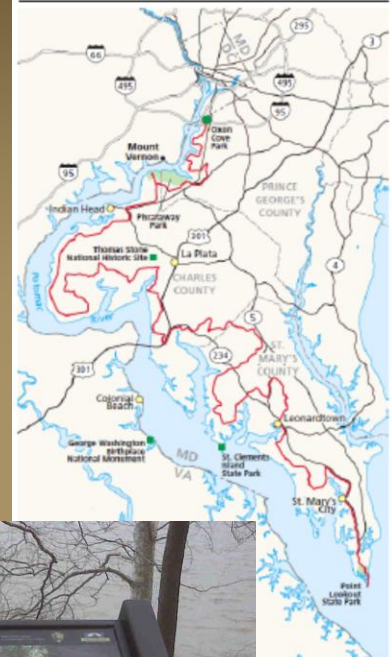 MD
DC
3
66
295
495
495
95
Oxon
Cove
Park
Mount
Vernon
95
PRINCE
GEORGE'S
COUNTY
Indian Head
Piscataway
Park
301
Thomas Stone
National Historic Site
La Plata
4
CHARLES
COUNTY
Potomac
River
5
ST.
MARY'S
COUNTY
234
301
Colonial
Beach
Leonardtown
George Washington
Birthplace
National Monument
MD
VA
St. Clements
Island
State Park
St. Mary's
City
Point
Lookout
State Park